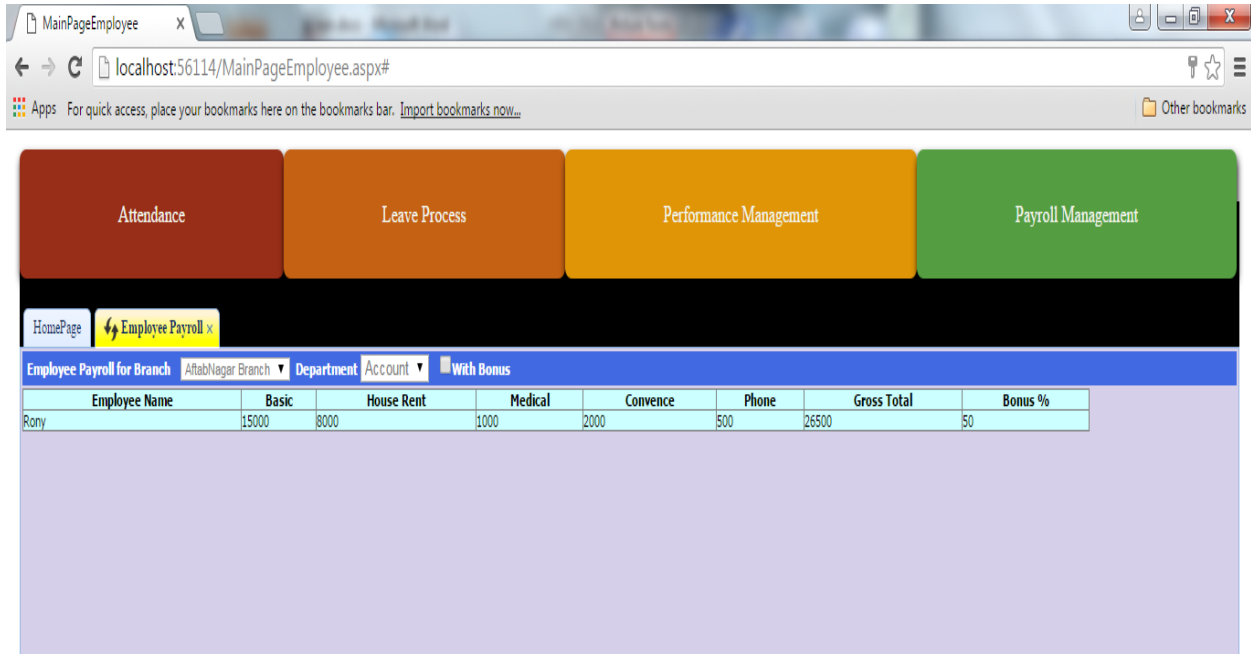 MainPageEmployee x
localhost:56114/MainPageEmployee.aspx#
Apps For quick access, place your bookmarks here on the bookmarks bar. Import bookmarks now... Other bookmarks
Attendance Leave Process Performance Management Payroll Management
HomePage Employee Payroll x
Employee Payroll for Branch AftabNagar Branch Department Account With Bonus
Employee Name Basic House Rent Medical Convence Phone Gross Total Bonus %
Rony 15000 8000 1000 2000 500 26500 50